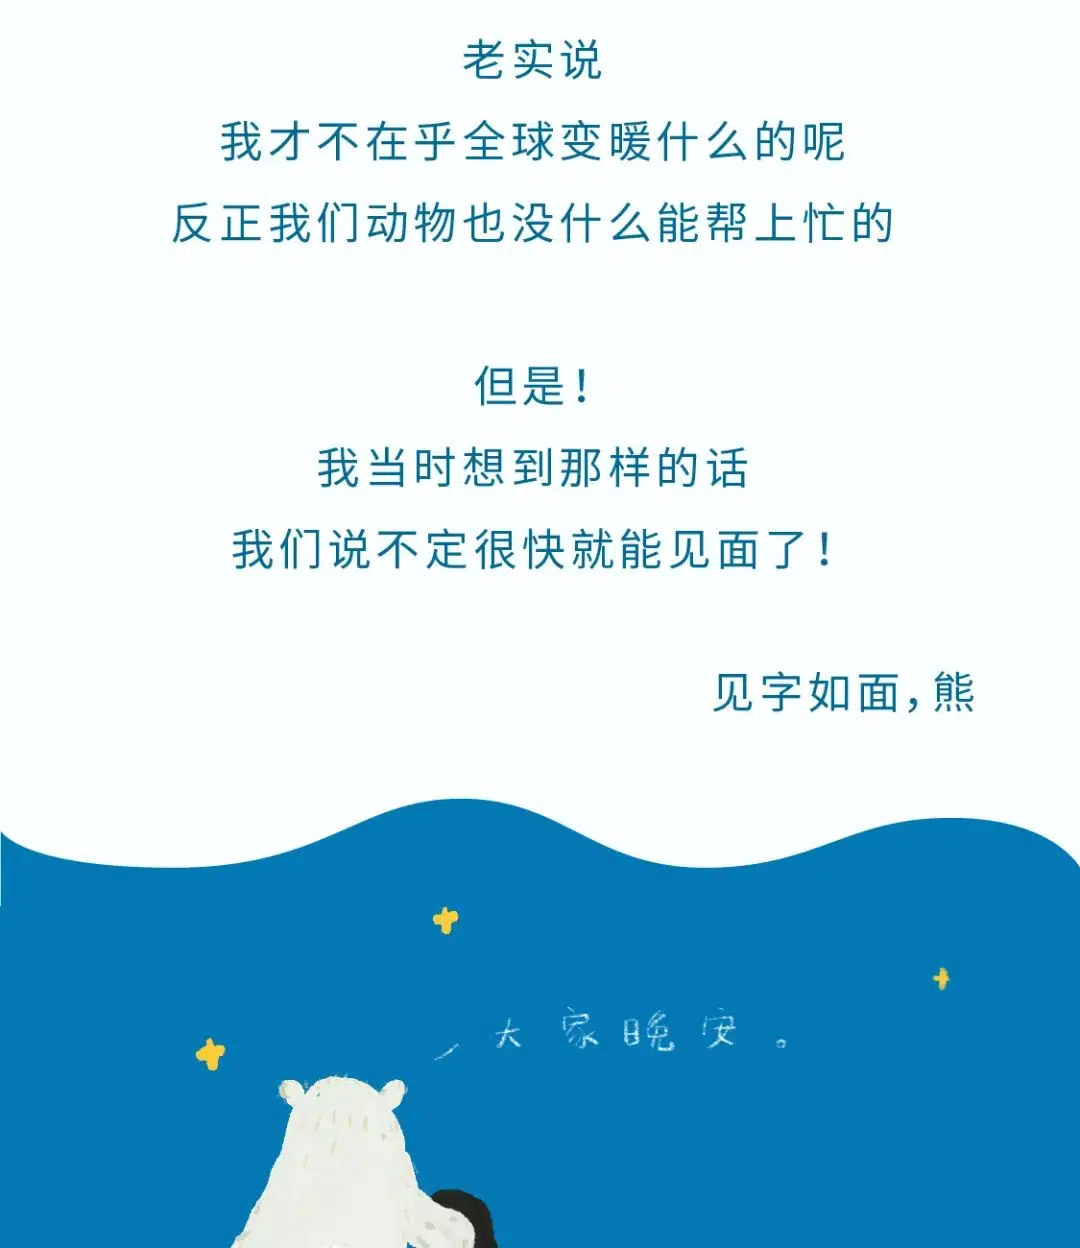 老实说
我才不在乎全球变暖什么的呢
反正我们动物也没什么能帮上忙的
但是！
我当时想到那样的话
我们说不定很快就能见面了！
见字如面，熊
大家晚安。